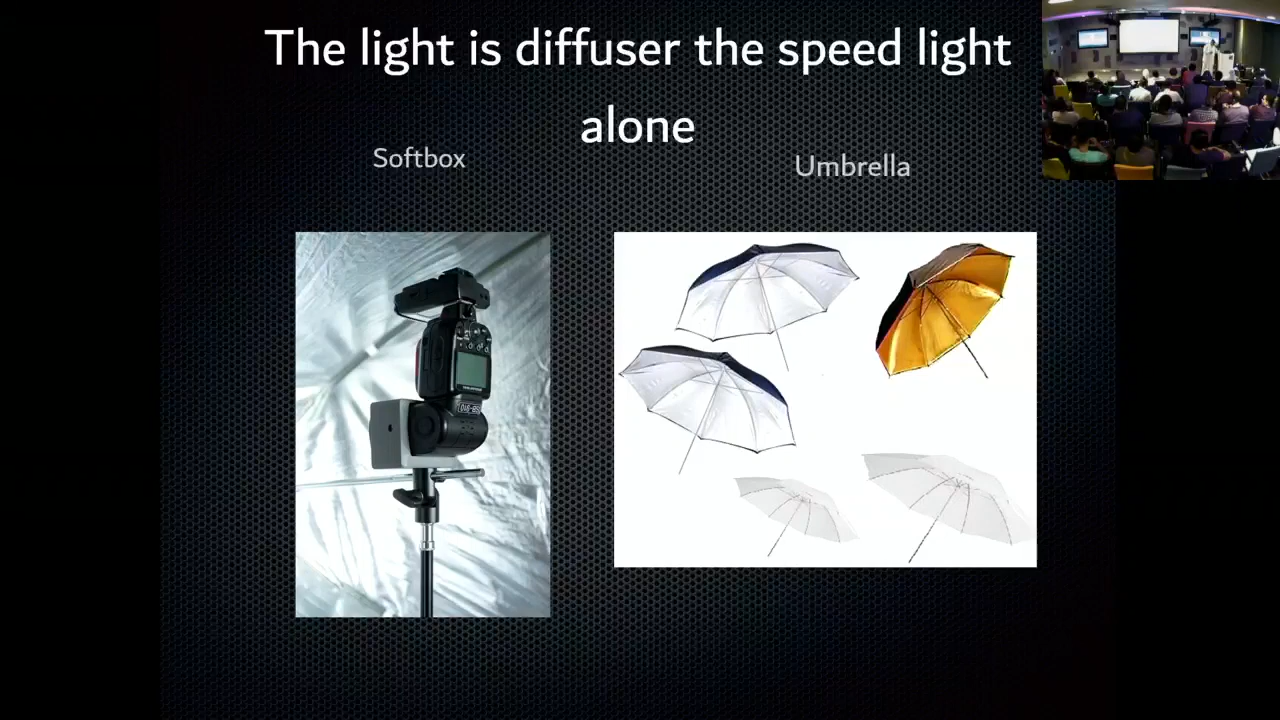 The light is diffuser the speed light
alone
Softbox
Umbrella